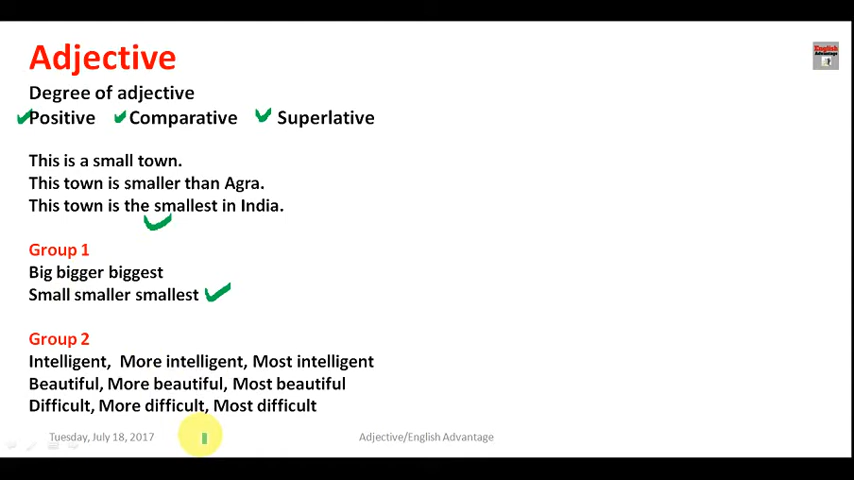 Adjective
English
Advantage
Degree of adjective
Positive Comparative Superlative
This is a small town.
This town is smaller than Agra.
This town is the smallest in India.
Group 1
Big bigger biggest
Small smaller smallest
Group 2
Intelligent, More intelligent, Most intelligent
Beautiful, More beautiful, Most beautiful
Difficult, More difficult, Most difficult
Tuesday, July 18, 2017 Adjective/English Advantage